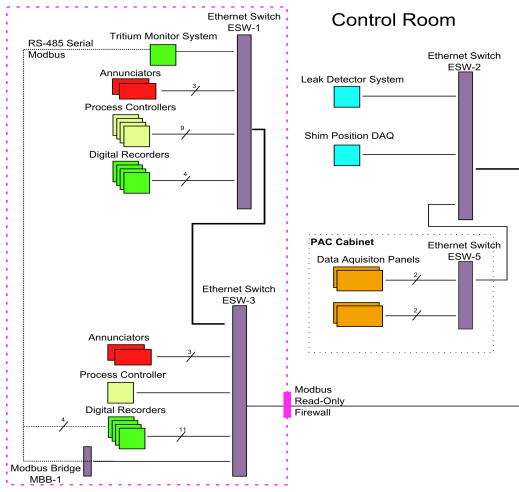 Control Room
Ethernet Switch
ESW-1
Tritium Monitor System
RS-485 Serial
Modbus
Annunciators
3
Process Controllers
9
Digital Recorders
4
Ethernet Switch
ESW-2
Leak Detector System
Shim Position DAQ
PAC Cabinet
Ethernet Switch
ESW-5
Data Aquisiton Panels
2
2
Ethernet Switch
ESW-3
Annunciators
3
Process Controller
Digital Recorders
4
11
Modbus
Read-Only
Firewall
Modbus Bridge
MBB-1